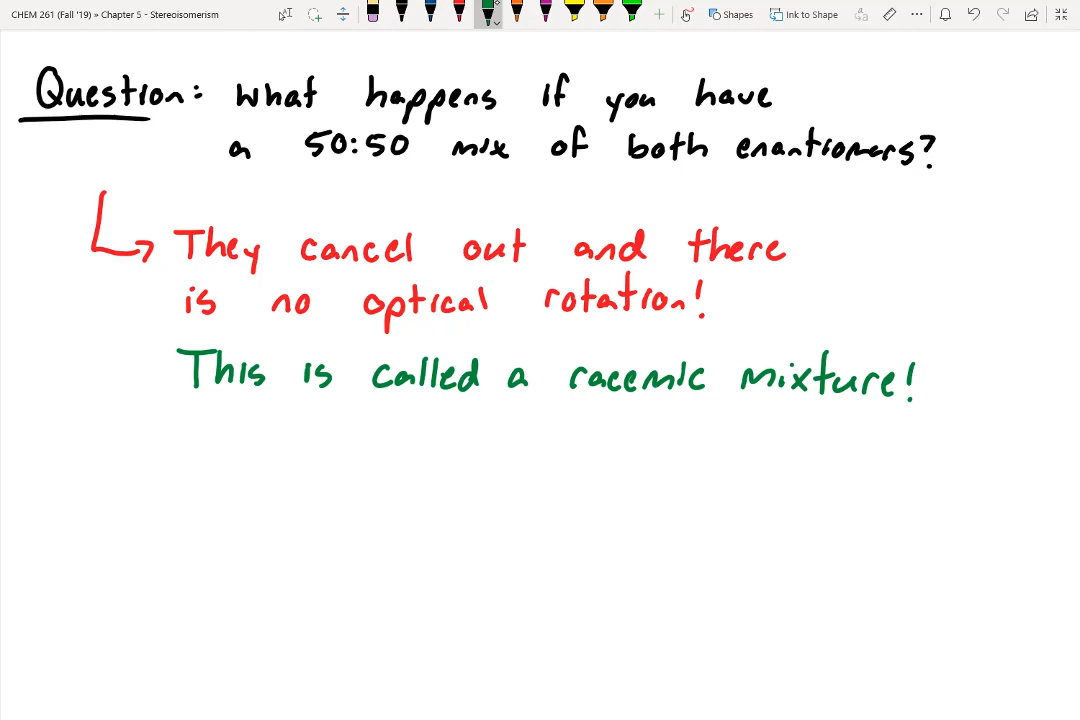 CHEM 261 (Fall '19) » Chapter 5 - Stereoisomerism
Shapes
Ink to Shape
Question: What happens if you have
a 50:50 mix of both enantiomers?
They cancel out and there
is no optical rotation!
This is called a racemic mixture!